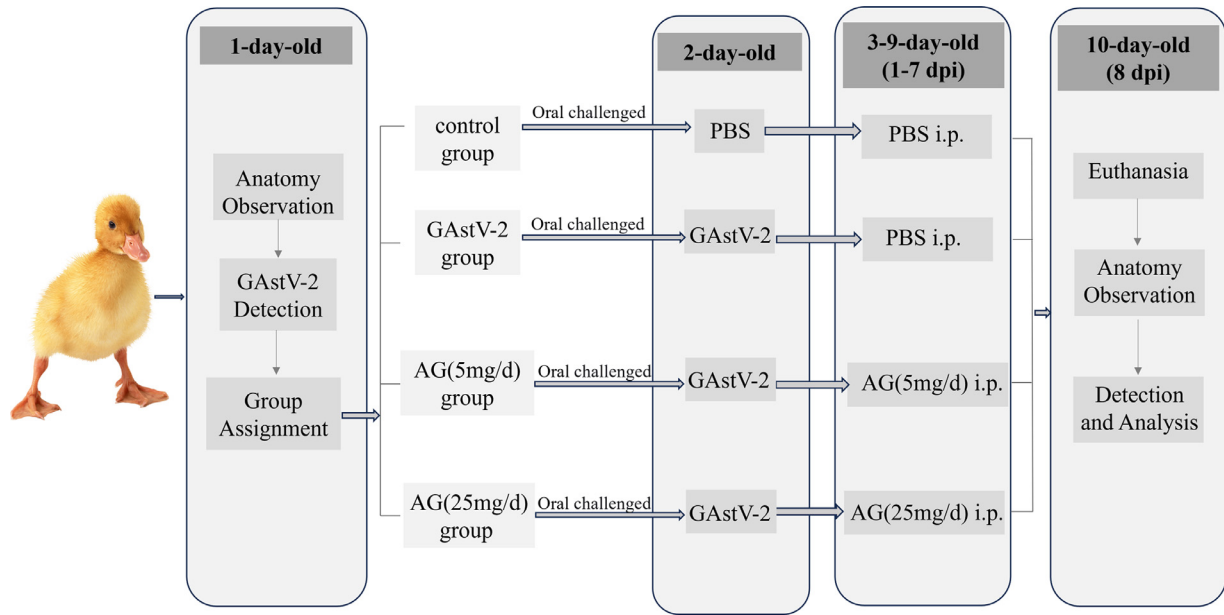 1-day-old
Anatomy
Observation
GAstV-2
Detection
Group
Assignment
control
group
Oral challenged
GAstV-2
group
Oral challenged
AG(5mg/d)
group
Oral challenged
AG(25mg/d)
group
Oral challenged
2-day-old
PBS
GAstV-2
GAstV-2
GAstV-2
3-9-day-old
(1-7 dpi)
PBS i.p.
PBS i.p.
AG(5mg/d) i.p.
AG(25mg/d) i.p.
10-day-old
(8 dpi)
Euthanasia
Anatomy
Observation
Detection
and Analysis